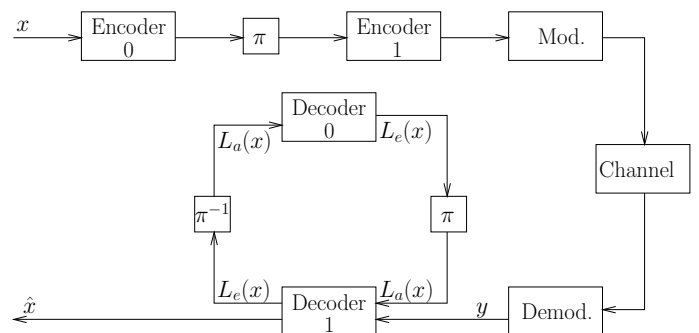 x
Encoder
0
π
Encoder
1
Mod.
Decoder
0
L_a(x)
L_e(x)
Channel
π⁻¹
π
L_e(x)
L_a(x)
x̂
Decoder
1
y
Demod.